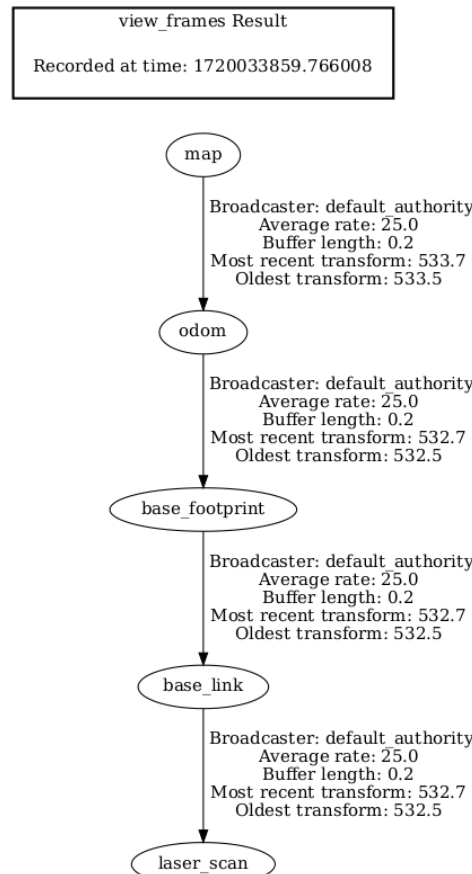 view_frames Result
Recorded at time: 1720033859.766008
map
Broadcaster: default_authority
Average rate: 25.0
Buffer length: 0.2
Most recent transform: 533.7
Oldest transform: 533.5
odom
Broadcaster: default_authority
Average rate: 25.0
Buffer length: 0.2
Most recent transform: 532.7
Oldest transform: 532.5
base_footprint
Broadcaster: default_authority
Average rate: 25.0
Buffer length: 0.2
Most recent transform: 532.7
Oldest transform: 532.5
base_link
Broadcaster: default_authority
Average rate: 25.0
Buffer length: 0.2
Most recent transform: 532.7
Oldest transform: 532.5
laser_scan